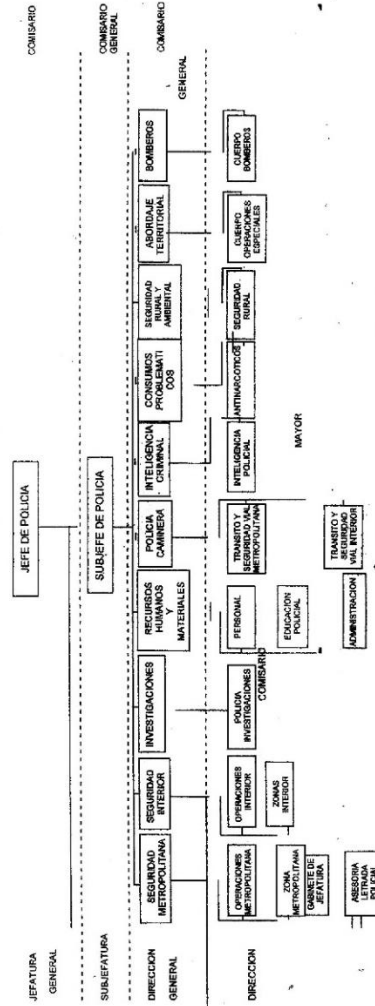 COMISARIO
JEFE DE POLICIA
JEFATURA
GENERAL
COMISARIO
GENERAL
SUBJEFE DE POLICIA
SUBJEFATURA
COMISARIO
GENERAL
DIRECCION
GENERAL
SEGURIDAD
METROPOLITANA
SEGURIDAD
INTERIOR
INVESTIGACIONES
RECURSOS
HUMANOS
Y
MATERIALES
POLICIA
CAMINERA
INTELIGENCIA
CRIMINAL
CONSUMOS
PROBLEMATI
COS
SEGURIDAD
RURAL Y
AMBIENTAL
ABORDAJE
TERRITORIAL
BOMBEROS
DIRECCION
OPERACIONES
METROPOLITANA
OPERACIONES
INTERIOR
POLICIA
INVESTIGACIONES
COMISARIO
PERSONAL
TRANSITO Y
SEGURIDAD VIAL
METROPOLITANA
INTELIGENCIA
POLICIAL
ANTINARCOTICOS
SEGURIDAD
RURAL
CUERPO
OPERACIONES
ESPECIALES
CUERPO
BOMBEROS
ZONA
METROPOLITANA
GABINETE DE
JEFATURA
ZONAS
INTERIOR
EDUCACION
POLICIAL
MAYOR
ASESORIA
LETRADA
POLICIAL
ADMINISTRACION
TRANSITO Y
SEGURIDAD
VIAL INTERIOR